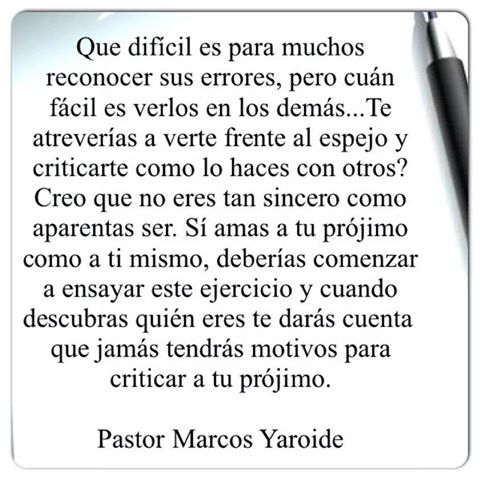 Que difícil es para muchos
reconocer sus errores, pero cuán
fácil es verlos en los demás...Te
atreverías a verte frente al espejo y
criticarte como lo haces con otros?
Creo que no eres tan sincero como
aparentas ser. Sí amas a tu prójimo
como a ti mismo, deberías comenzar
a ensayar este ejercicio y cuando
descubras quién eres te darás cuenta
que jamás tendrás motivos para
criticar a tu prójimo.
Pastor Marcos Yaroide